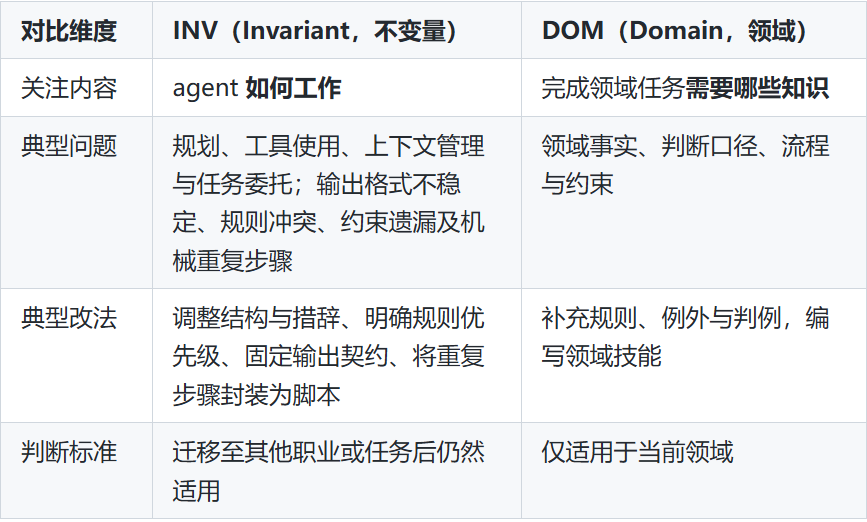 对比维度
INV（Invariant，不变量）
DOM（Domain，领域）
关注内容
agent 如何工作
完成领域任务需要哪些知识
典型问题
规划、工具使用、上下文管理
与任务委托；输出格式不稳
定、规则冲突、约束遗漏及机
械重复步骤
领域事实、判断口径、流程
与约束
典型改法
调整结构与措辞、明确规则优
先级、固定输出契约、将重复
步骤封装为脚本
补充规则、例外与判例，编
写领域技能
判断标准
迁移至其他职业或任务后仍然
适用
仅适用于当前领域